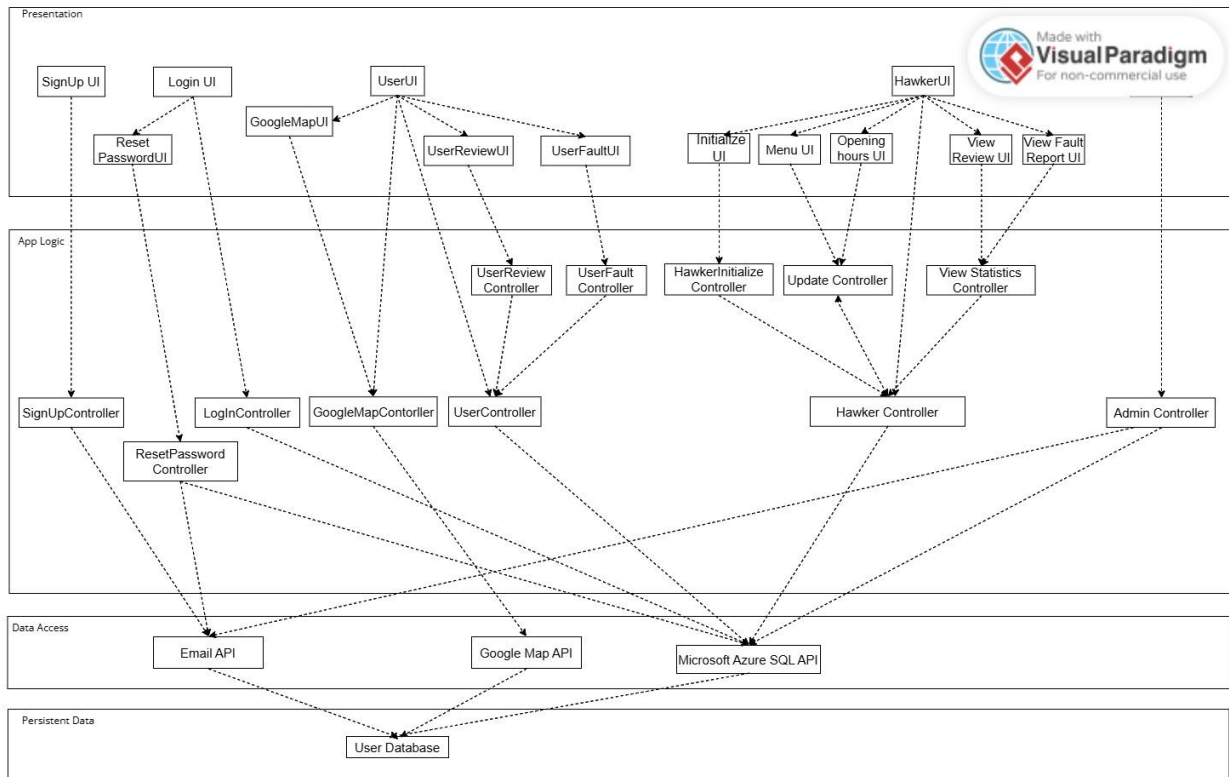 Presentation
Made with
Visual Paradigm
For non-commercial use
SignUp UI
Login UI
UserUI
HawkerUI
GoogleMapUI
Reset
PasswordUI
UserReviewUI
UserFaultUI
Initialize
UI
Menu UI
Opening
hours UI
View
Review UI
View Fault
Report UI
App Logic
UserReview
Controller
UserFault
Controller
HawkerInitialize
Controller
Update Controller
View Statistics
Controller
SignUpController
LogInController
GoogleMapContorller
UserController
Hawker Controller
Admin Controller
ResetPassword
Controller
Data Access
Email API
Google Map API
Microsoft Azure SQL API
Persistent Data
User Database